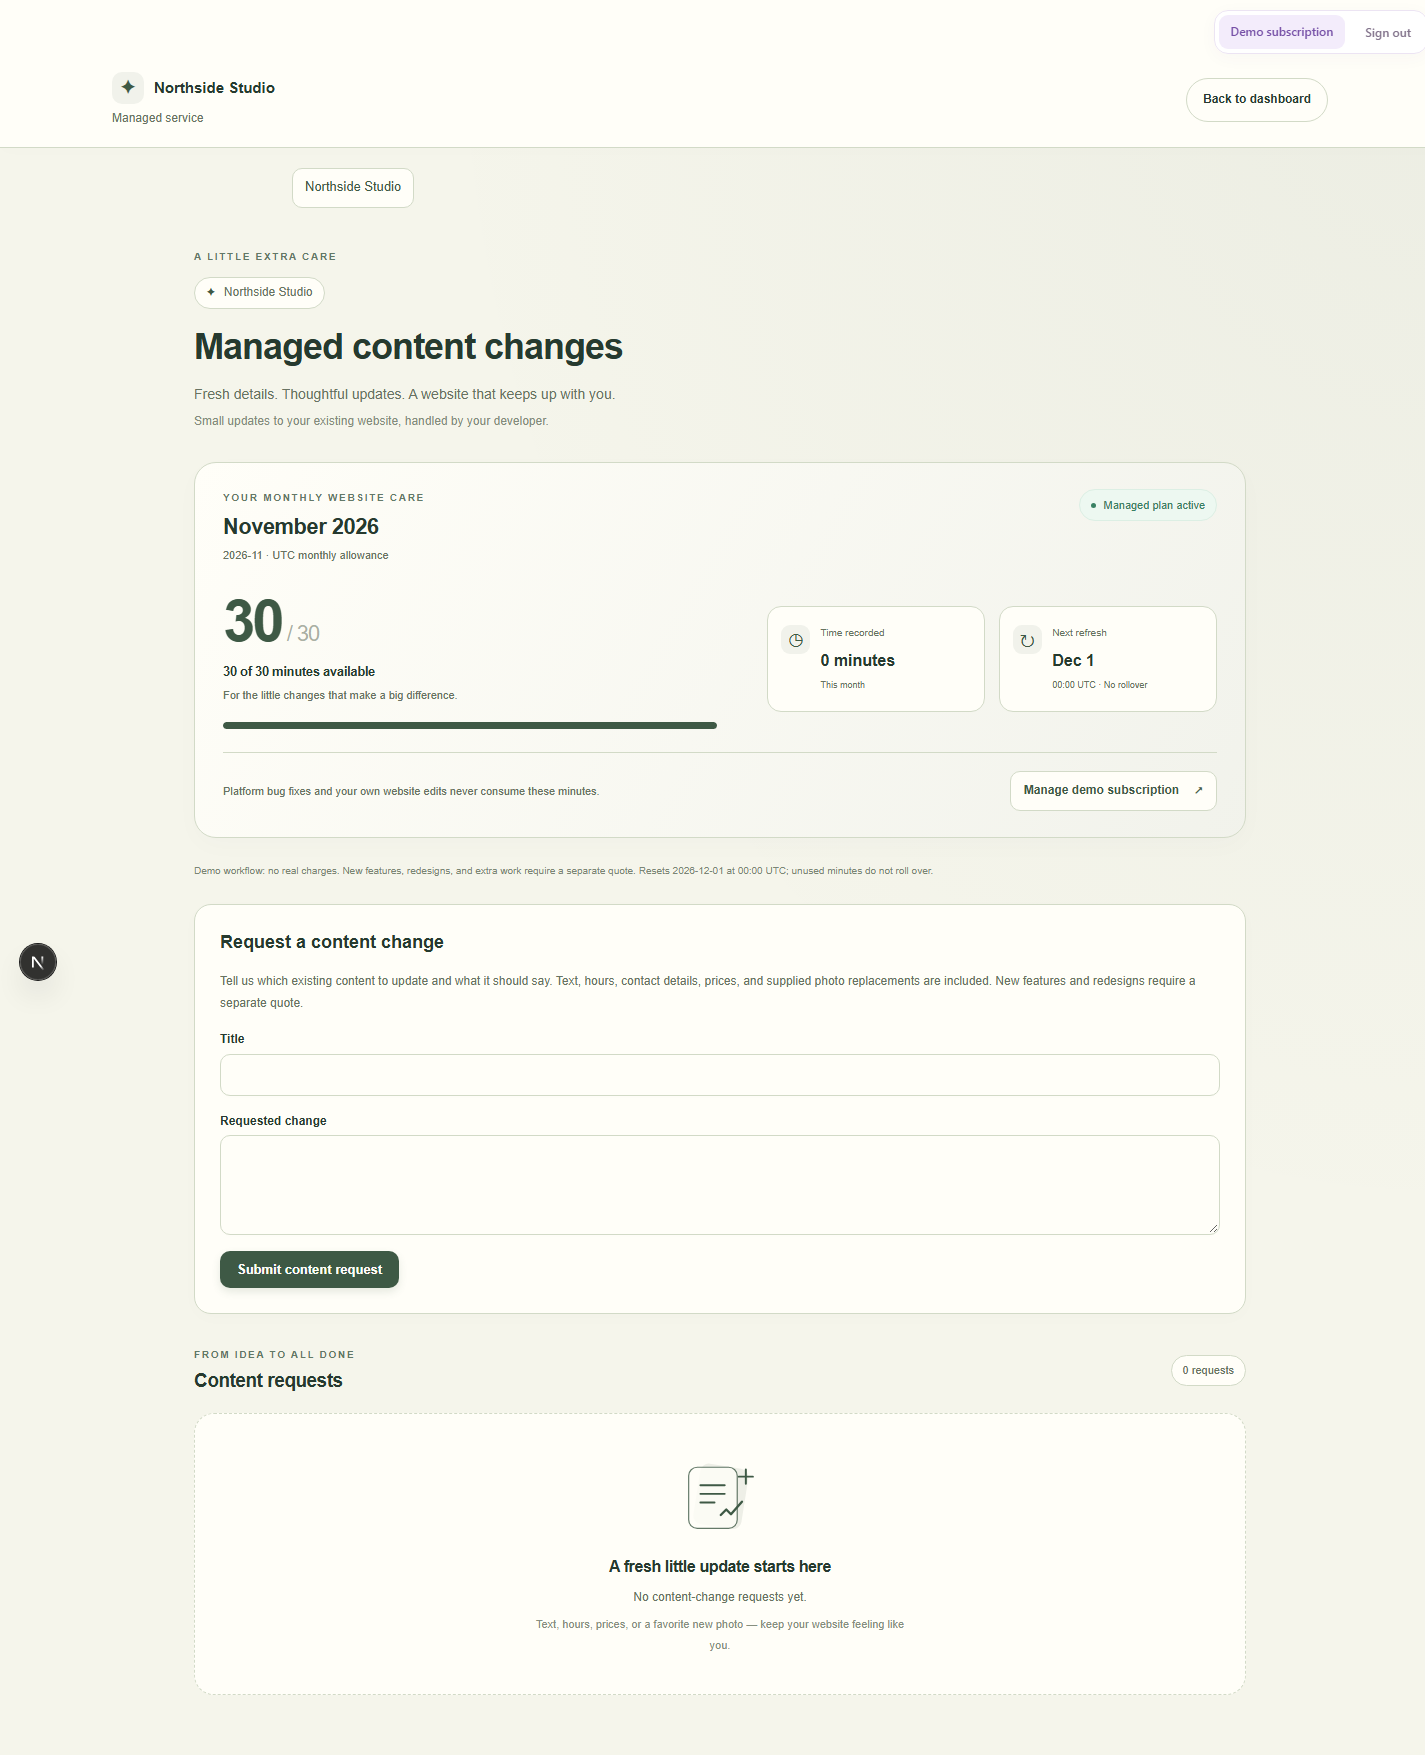 Demo subscription
Sign out
✦ Northside Studio
Managed service
Back to dashboard
Northside Studio
A LITTLE EXTRA CARE
✦ Northside Studio
Managed content changes
Fresh details. Thoughtful updates. A website that keeps up with you.
Small updates to your existing website, handled by your developer.
YOUR MONTHLY WEBSITE CARE
Managed plan active
November 2026
2026-11 · UTC monthly allowance
30 / 30
30 of 30 minutes available
For the little changes that make a big difference.
Time recorded
0 minutes
This month
Next refresh
Dec 1
00:00 UTC · No rollover
Platform bug fixes and your own website edits never consume these minutes.
Manage demo subscription ↗
Demo workflow: no real charges. New features, redesigns, and extra work require a separate quote. Resets 2026-12-01 at 00:00 UTC; unused minutes do not roll over.
Request a content change
Tell us which existing content to update and what it should say. Text, hours, contact details, prices, and supplied photo replacements are included. New features and redesigns require a
separate quote.
Title
Requested change
Submit content request
N
FROM IDEA TO ALL DONE
Content requests
0 requests
A fresh little update starts here
No content-change requests yet.
Text, hours, prices, or a favorite new photo — keep your website feeling like
you.